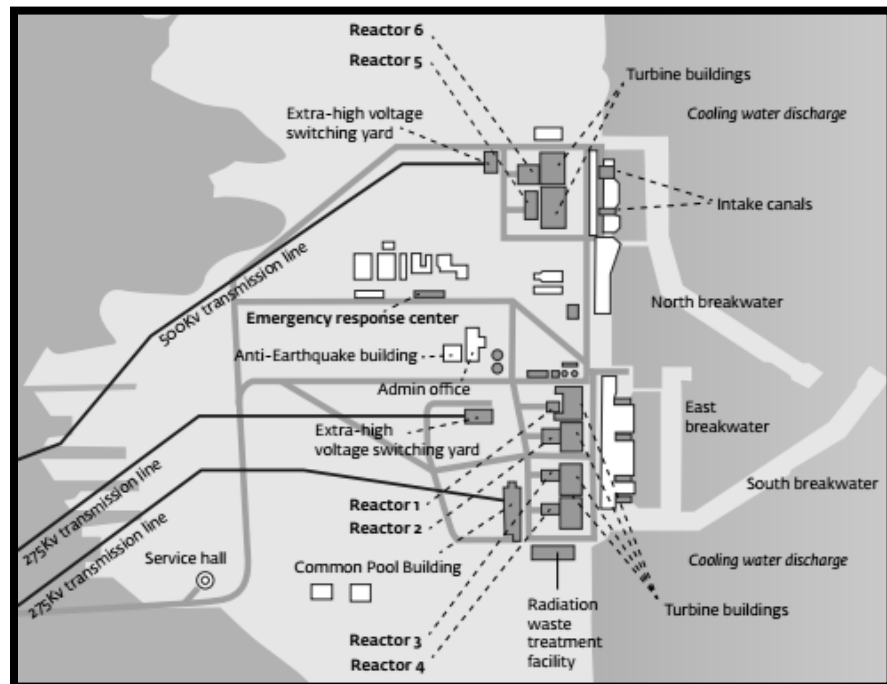 Reactor 6
Reactor 5
Turbine buildings
Cooling water discharge
Extra-high voltage
switching yard
Intake canals
500Kv transmission line
North breakwater
Emergency response center
Anti-Earthquake building
Admin office
East
breakwater
Extra-high
voltage switching yard
South breakwater
Reactor 1
Reactor 2
275Kv transmission line
275Kv transmission line
Service hall
Common Pool Building
Cooling water discharge
Radiation
waste
treatment
facility
Turbine buildings
Reactor 3
Reactor 4